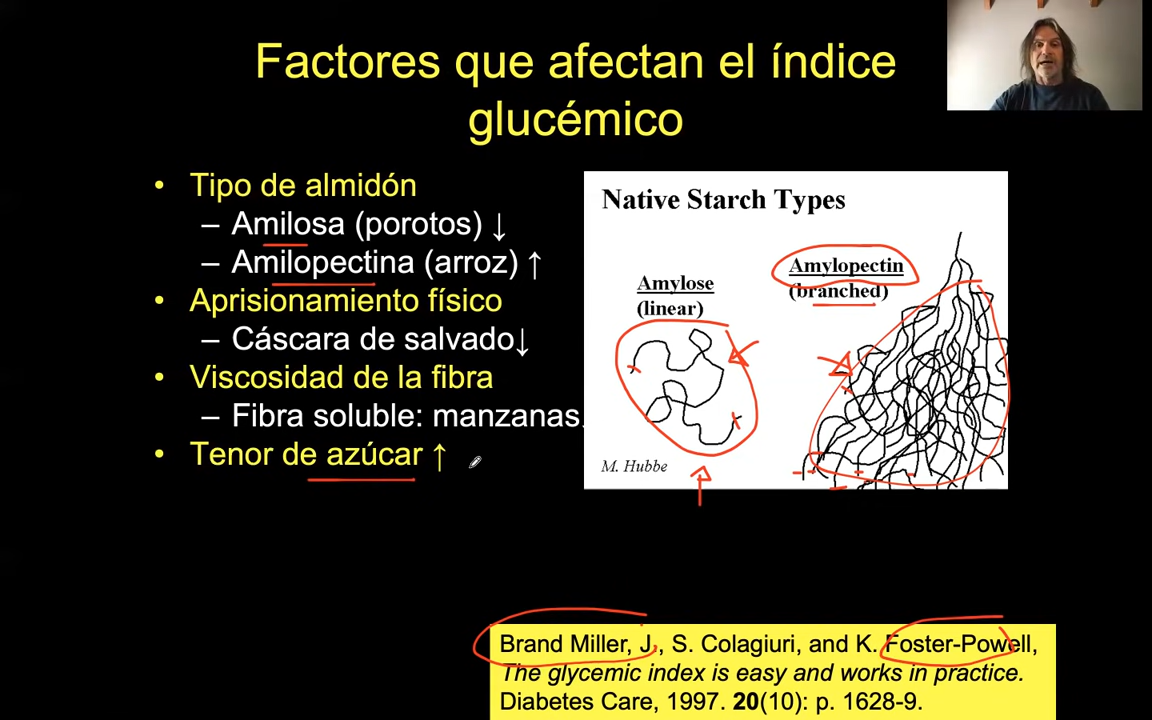 Factores que afectan el índice
glucémico
• Tipo de almidón
– Amilosa (porotos) ↓
– Amilopectina (arroz) ↑
• Aprisionamiento físico
– Cáscara de salvado↓
• Viscosidad de la fibra
– Fibra soluble: manzanas
• Tenor de azúcar ↑
Native Starch Types
Amylose
(linear)
Amylopectin
(branched)
M. Hubbe
Brand Miller, J., S. Colagiuri, and K. Foster-Powell,
The glycemic index is easy and works in practice.
Diabetes Care, 1997. 20(10): p. 1628-9.